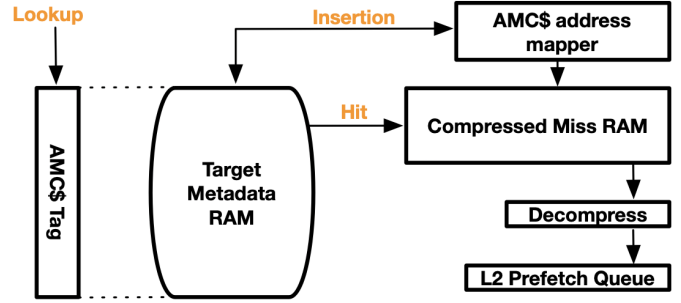 Lookup
Insertion
AMC$ address
mapper
Hit
Compressed Miss RAM
AMC$ Tag
Target
Metadata
RAM
Decompress
L2 Prefetch Queue